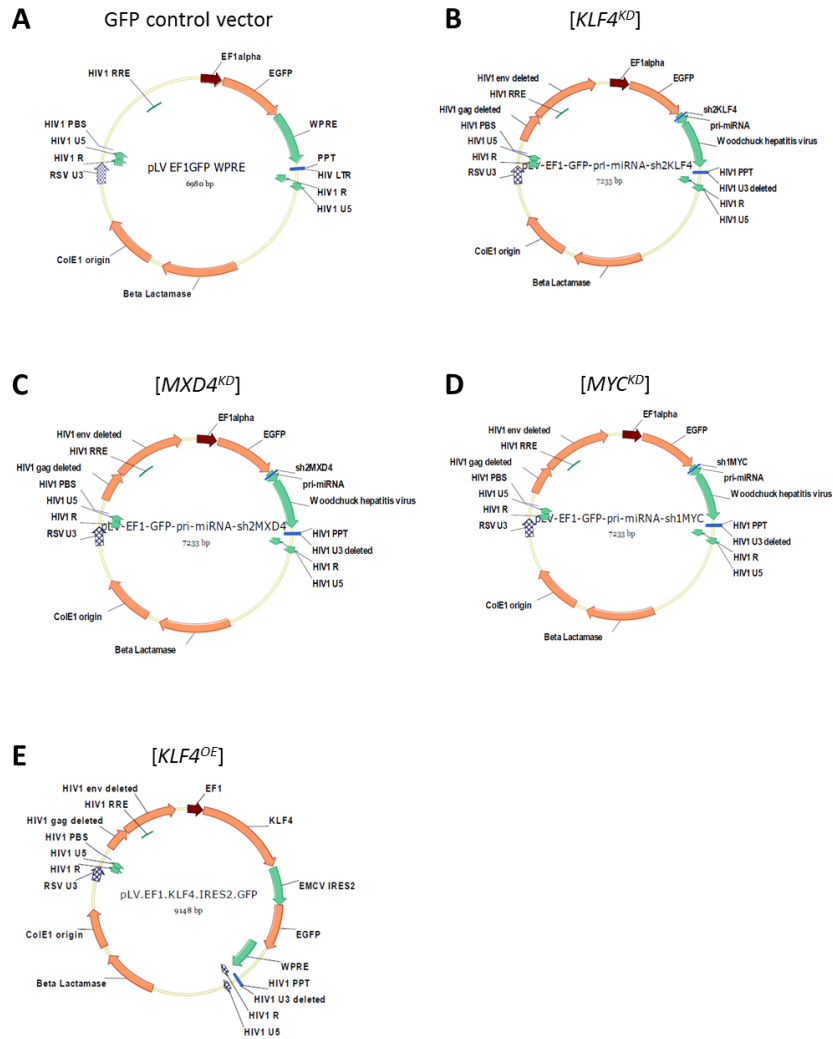 A
GFP control vector
EF1alpha
EGFP
HIV1 RRE
WPRE
HIV1 PBS
HIV1 U5
HIV1 R
RSV U3
PPT
HIV LTR
HIV1 R
HIV1 U5
pLV EF1GFP WPRE
6980 bp
ColE1 origin
Beta Lactamase
B
[KLF4KD]
EF1alpha
EGFP
HIV1 env deleted
HIV1 RRE
HIV1 gag deleted
HIV1 PBS
HIV1 U5
HIV1 R
RSV U3
sh2KLF4
pri-miRNA
Woodchuck hepatitis virus
HIV1 PPT
HIV1 U3 deleted
HIV1 R
HIV1 U5
pLV-EF1-GFP-pri-miRNA-sh2KLF4
7233 bp
ColE1 origin
Beta Lactamase
C
[MXD4KD]
EF1alpha
EGFP
HIV1 env deleted
HIV1 RRE
HIV1 gag deleted
HIV1 PBS
HIV1 U5
HIV1 R
RSV U3
sh2MXD4
pri-miRNA
Woodchuck hepatitis virus
HIV1 PPT
HIV1 U3 deleted
HIV1 R
HIV1 U5
pLV-EF1-GFP-pri-miRNA-sh2MXD4
7233 bp
ColE1 origin
Beta Lactamase
D
[MYCKD]
EF1alpha
EGFP
HIV1 env deleted
HIV1 RRE
HIV1 gag deleted
HIV1 PBS
HIV1 U5
HIV1 R
RSV U3
sh1MYC
pri-miRNA
Woodchuck hepatitis virus
HIV1 PPT
HIV1 U3 deleted
HIV1 R
HIV1 U5
pLV-EF1-GFP-pri-miRNA-sh1MYC
7233 bp
ColE1 origin
Beta Lactamase
E
[KLF4OE]
EF1
KLF4
HIV1 env deleted
HIV1 RRE
HIV1 gag deleted
HIV1 PBS
HIV1 U5
HIV1 R
RSV U3
EMCV IRES2
EGFP
WPRE
HIV1 PPT
HIV1 U3 deleted
HIV1 R
HIV1 U5
pLV.EF1.KLF4.IRES2.GFP
9148 bp
ColE1 origin
Beta Lactamase